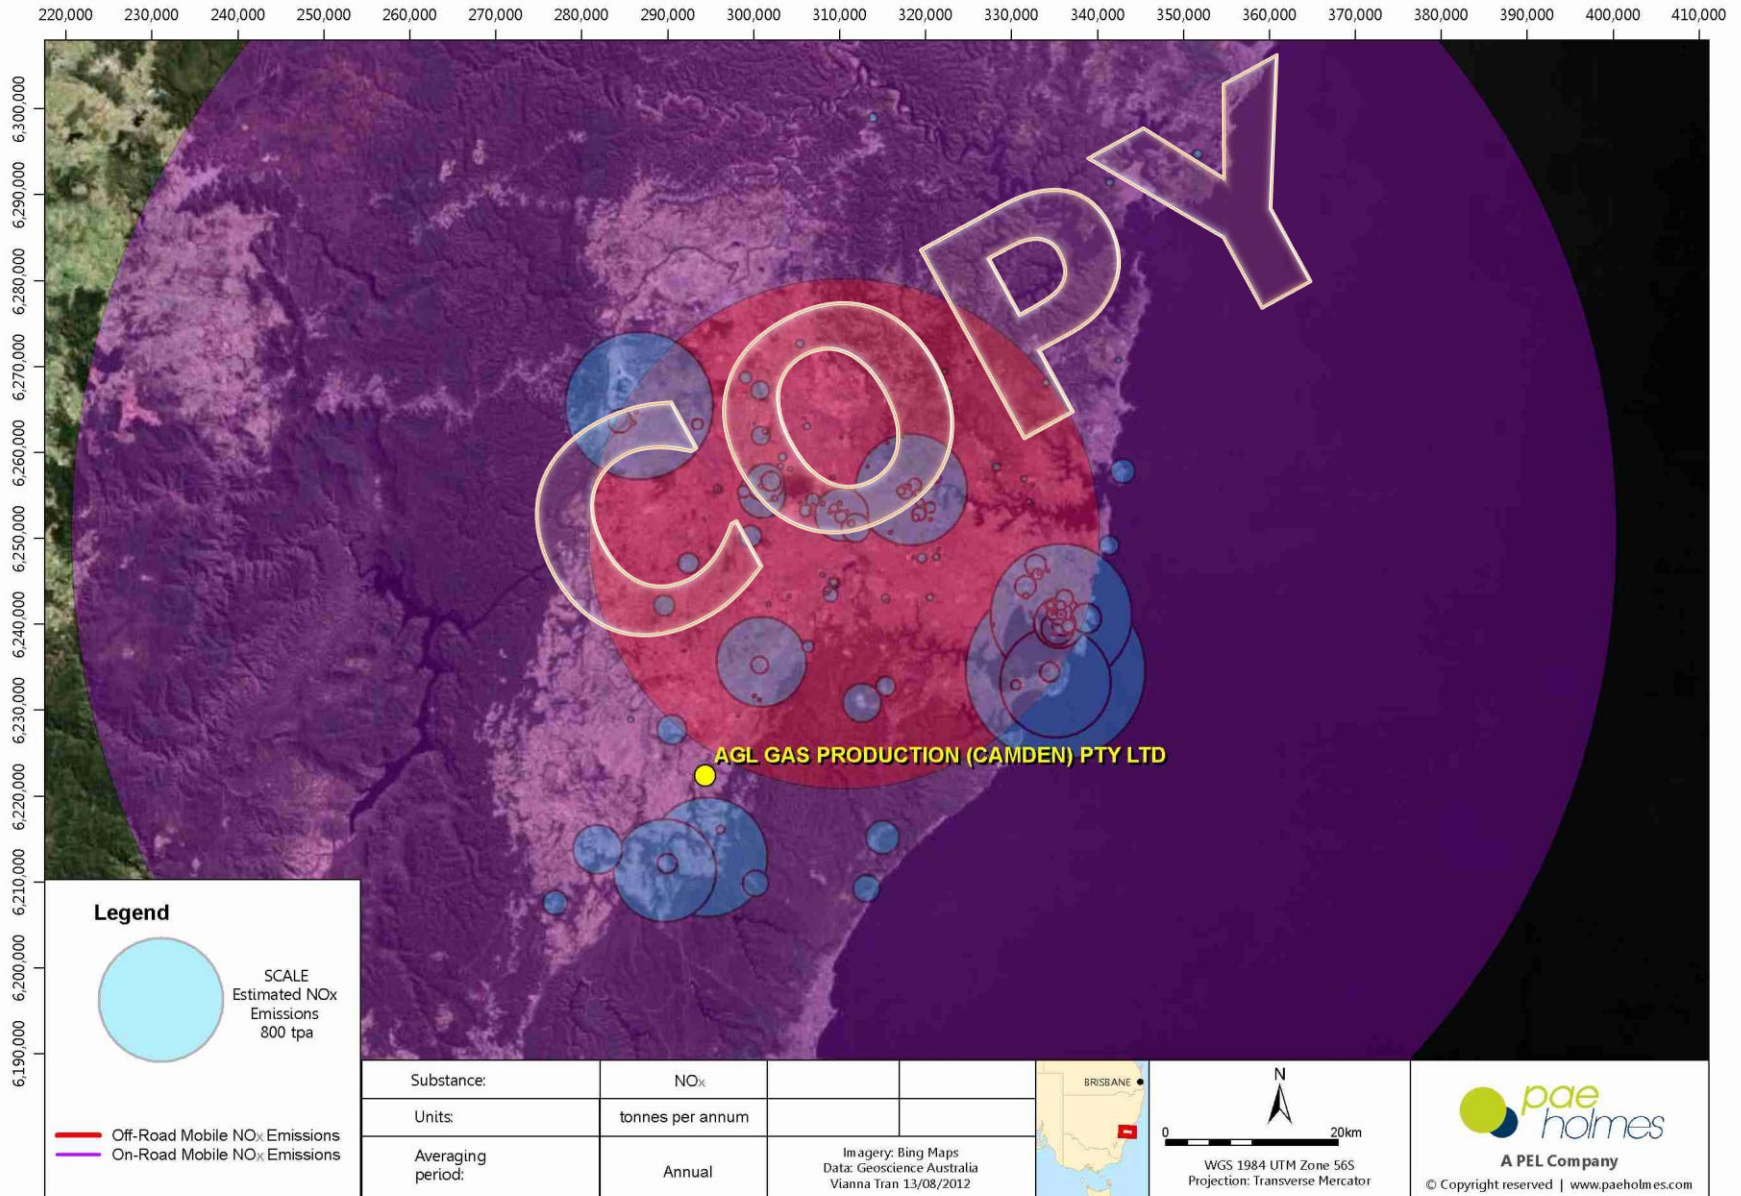 220,000 230,000 240,000 250,000 260,000 270,000 280,000 290,000 300,000 310,000 320,000 330,000 340,000 350,000 360,000 370,000 380,000 390,000 400,000 410,000
6,300,000
6,290,000
6,280,000
6,270,000
6,260,000
6,250,000
6,240,000
6,230,000
6,220,000
6,210,000
6,200,000
6,190,000
COPY
AGL GAS PRODUCTION (CAMDEN) PTY LTD
Legend
SCALE
Estimated NOx
Emissions
800 tpa
Off-Road Mobile NOx Emissions
On-Road Mobile NOx Emissions
Substance: NOx
Units: tonnes per annum
Averaging
period:
Annual
Imagery: Bing Maps
Data: Geoscience Australia
Vianna Tran 13/08/2012
BRISBANE
N
0 20km
WGS 1984 UTM Zone 56S
Projection: Transverse Mercator
pae
holmes
A PEL Company
© Copyright reserved | www.paeholmes.com